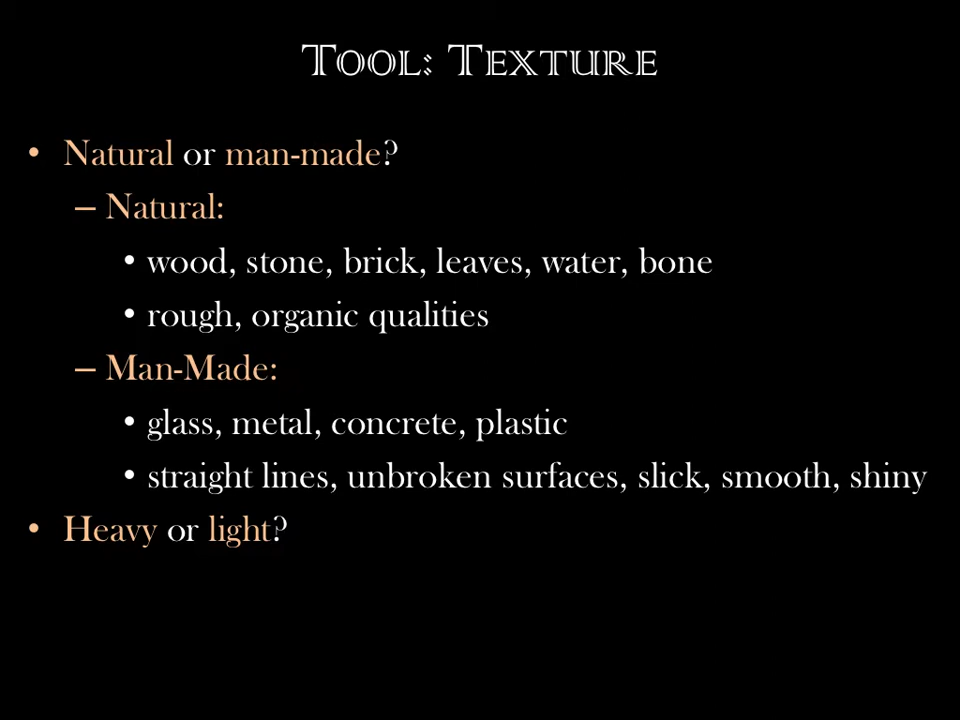 Tool: Texture
• Natural or man-made?
– Natural:
• wood, stone, brick, leaves, water, bone
• rough, organic qualities
– Man-Made:
• glass, metal, concrete, plastic
• straight lines, unbroken surfaces, slick, smooth, shiny
• Heavy or light?